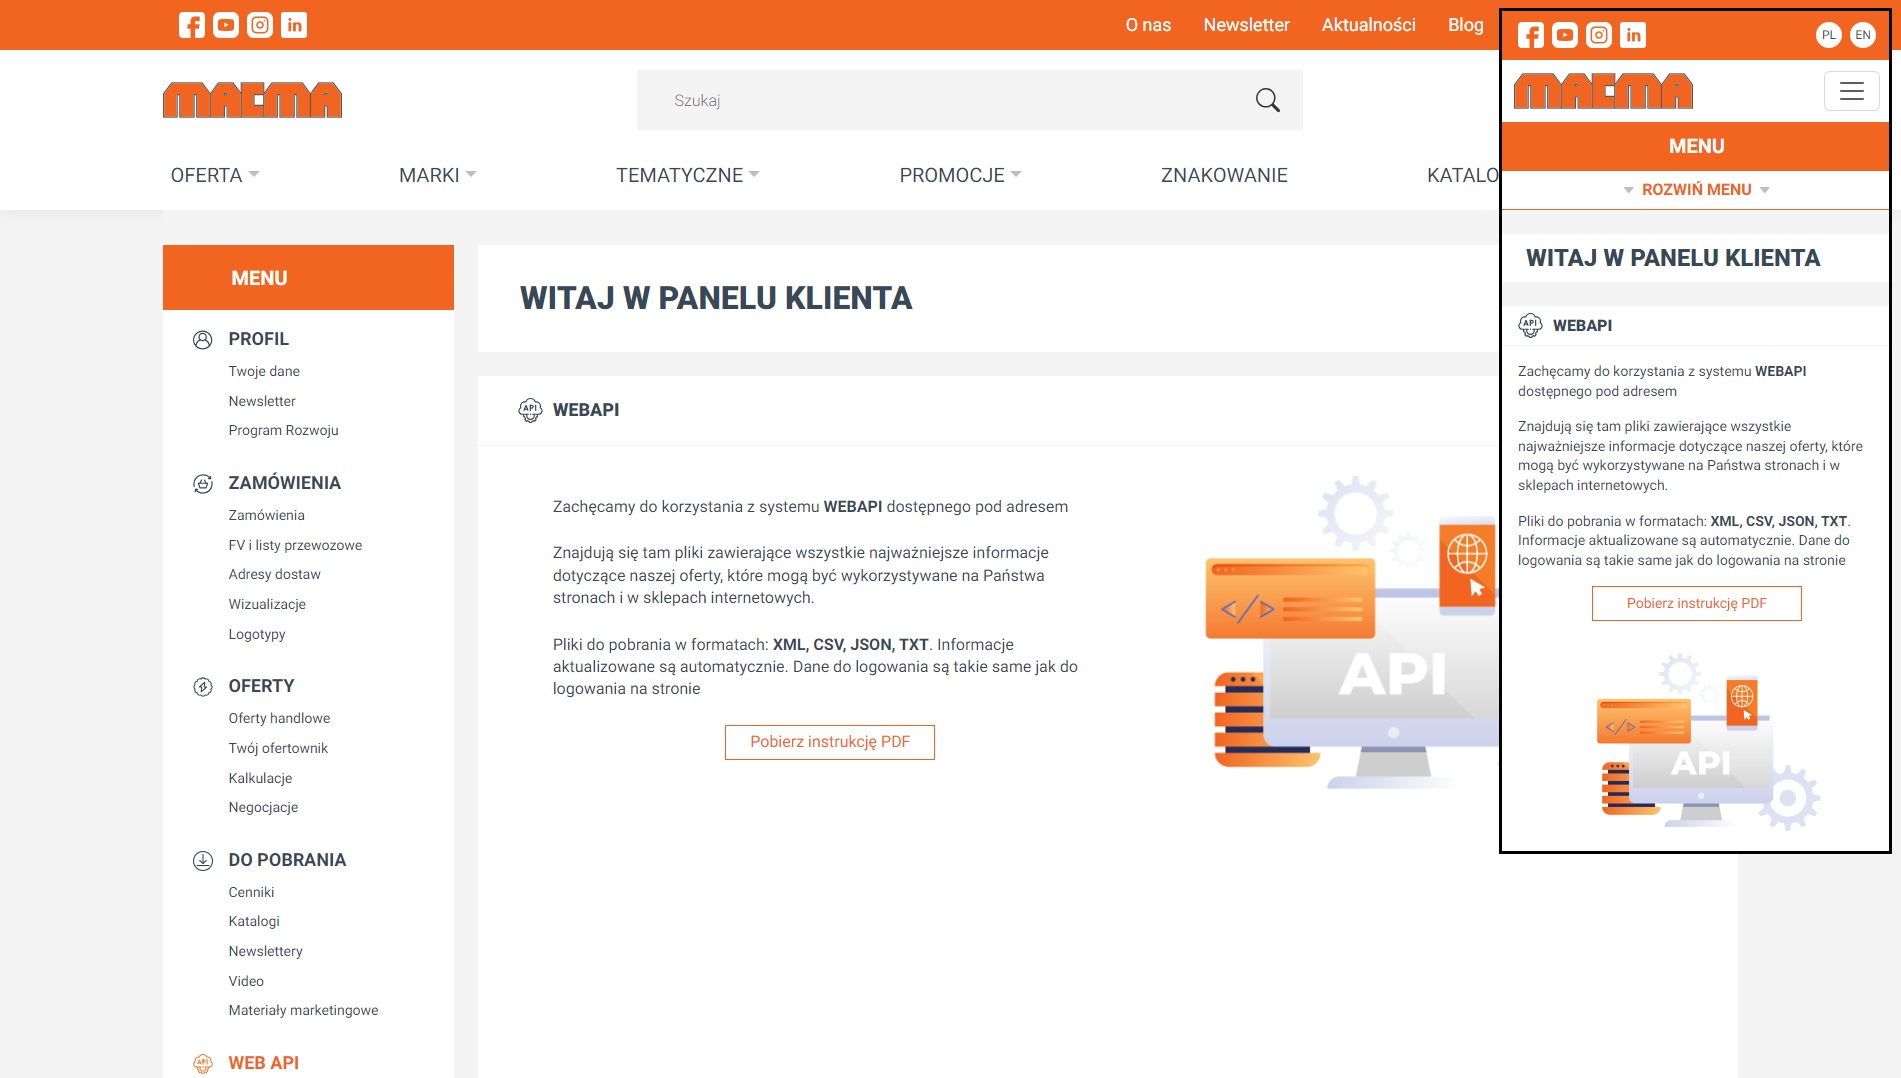 O nas Newsletter Aktualności Blog
MACMA
Szukaj
OFERTA MARKI TEMATYCZNE PROMOCJE ZNAKOWANIE KATALO
MENU
PROFIL
Twoje dane
Newsletter
Program Rozwoju
ZAMÓWIENIA
Zamówienia
FV i listy przewozowe
Adresy dostaw
Wizualizacje
Logotypy
OFERTY
Oferty handlowe
Twój ofertownik
Kalkulacje
Negocjacje
DO POBRANIA
Cenniki
Katalogi
Newslettery
Video
Materiały marketingowe
API
WEB API
WITAJ W PANELU KLIENTA
API
WEBAPI
Zachęcamy do korzystania z systemu WEBAPI dostępnego pod adresem
Znajdują się tam pliki zawierające wszystkie najważniejsze informacje
dotyczące naszej oferty, które mogą być wykorzystywane na Państwa
stronach i w sklepach internetowych.
Pliki do pobrania w formatach: XML, CSV, JSON, TXT. Informacje
aktualizowane są automatycznie. Dane do logowania są takie same jak do
logowania na stronie
Pobierz instrukcję PDF
</>
API
in
PL EN
MACMA
MENU
ROZWIŃ MENU
WITAJ W PANELU KLIENTA
API
WEBAPI
Zachęcamy do korzystania z systemu WEBAPI
dostępnego pod adresem
Znajdują się tam pliki zawierające wszystkie
najważniejsze informacje dotyczące naszej oferty, które
mogą być wykorzystywane na Państwa stronach i w
sklepach internetowych.
Pliki do pobrania w formatach: XML, CSV, JSON, TXT.
Informacje aktualizowane są automatycznie. Dane do
logowania są takie same jak do logowania na stronie
Pobierz instrukcję PDF
</>
API